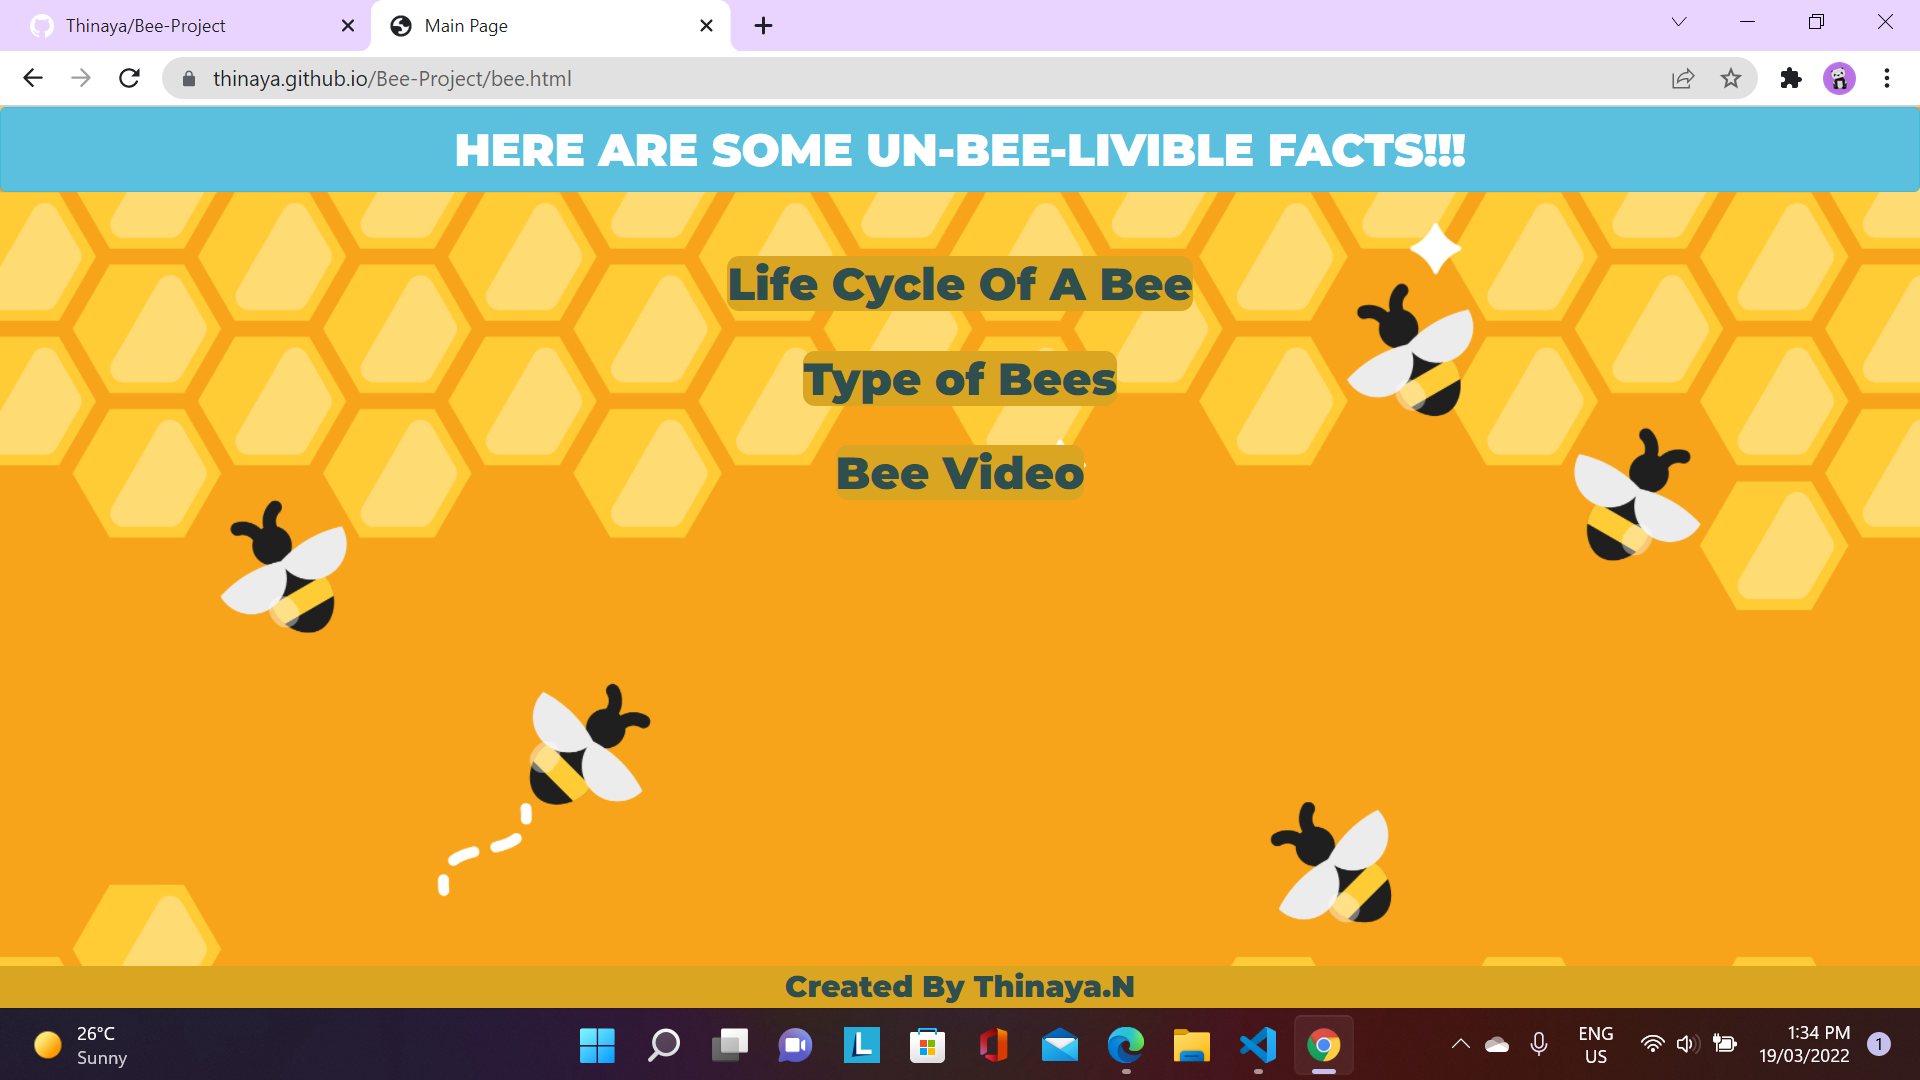 Thinaya/Bee-Project
Main Page
thinaya.github.io/Bee-Project/bee.html
HERE ARE SOME UN-BEE-LIVIBLE FACTS!!!
Life Cycle Of A Bee
Type of Bees
Bee Video
Created By Thinaya.N
26°C
Sunny
L
ENG
US
1:34 PM
19/03/2022
1